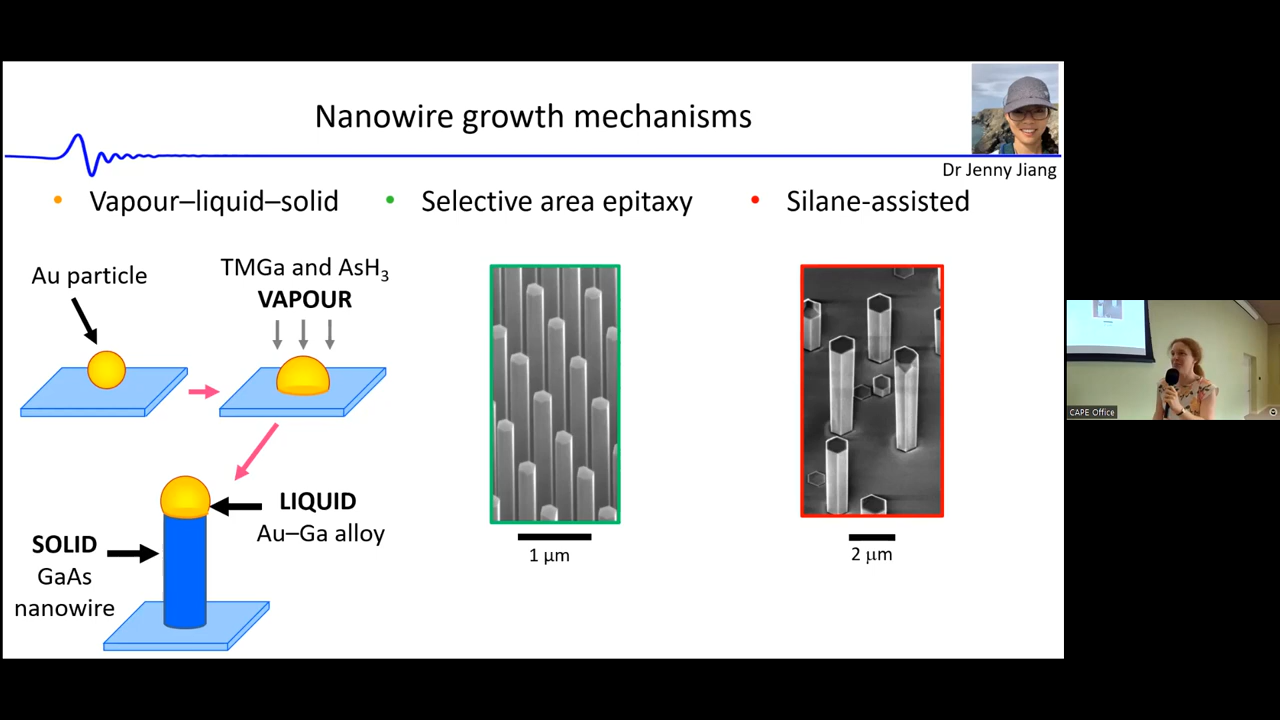 Nanowire growth mechanisms
Dr Jenny Jiang
• Vapour–liquid–solid
• Selective area epitaxy
• Silane-assisted
Au particle
TMGa and AsH₃
VAPOUR
LIQUID
Au–Ga alloy
SOLID
GaAs
nanowire
1 μm
2 μm
CAPE Office